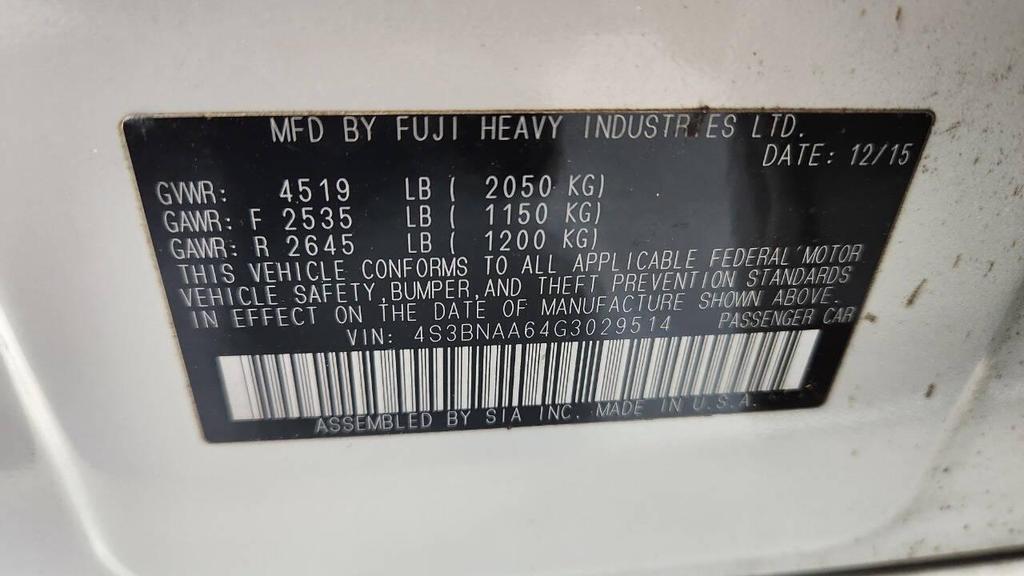 MFD BY FUJI HEAVY INDUSTRIES LTD.
DATE: 12/15
GVWR: 4519 LB ( 2050 KG)
GAWR: F 2535 LB ( 1150 KG)
GAWR: R 2645 LB ( 1200 KG)
THIS VEHICLE CONFORMS TO ALL APPLICABLE FEDERAL MOTOR
VEHICLE SAFETY, BUMPER, AND THEFT PREVENTION STANDARDS
IN EFFECT ON THE DATE OF MANUFACTURE SHOWN ABOVE.
VIN: 4S3BNAA64G3029514 PASSENGER CAR
ASSEMBLED BY SIA INC. MADE IN U.S.A.